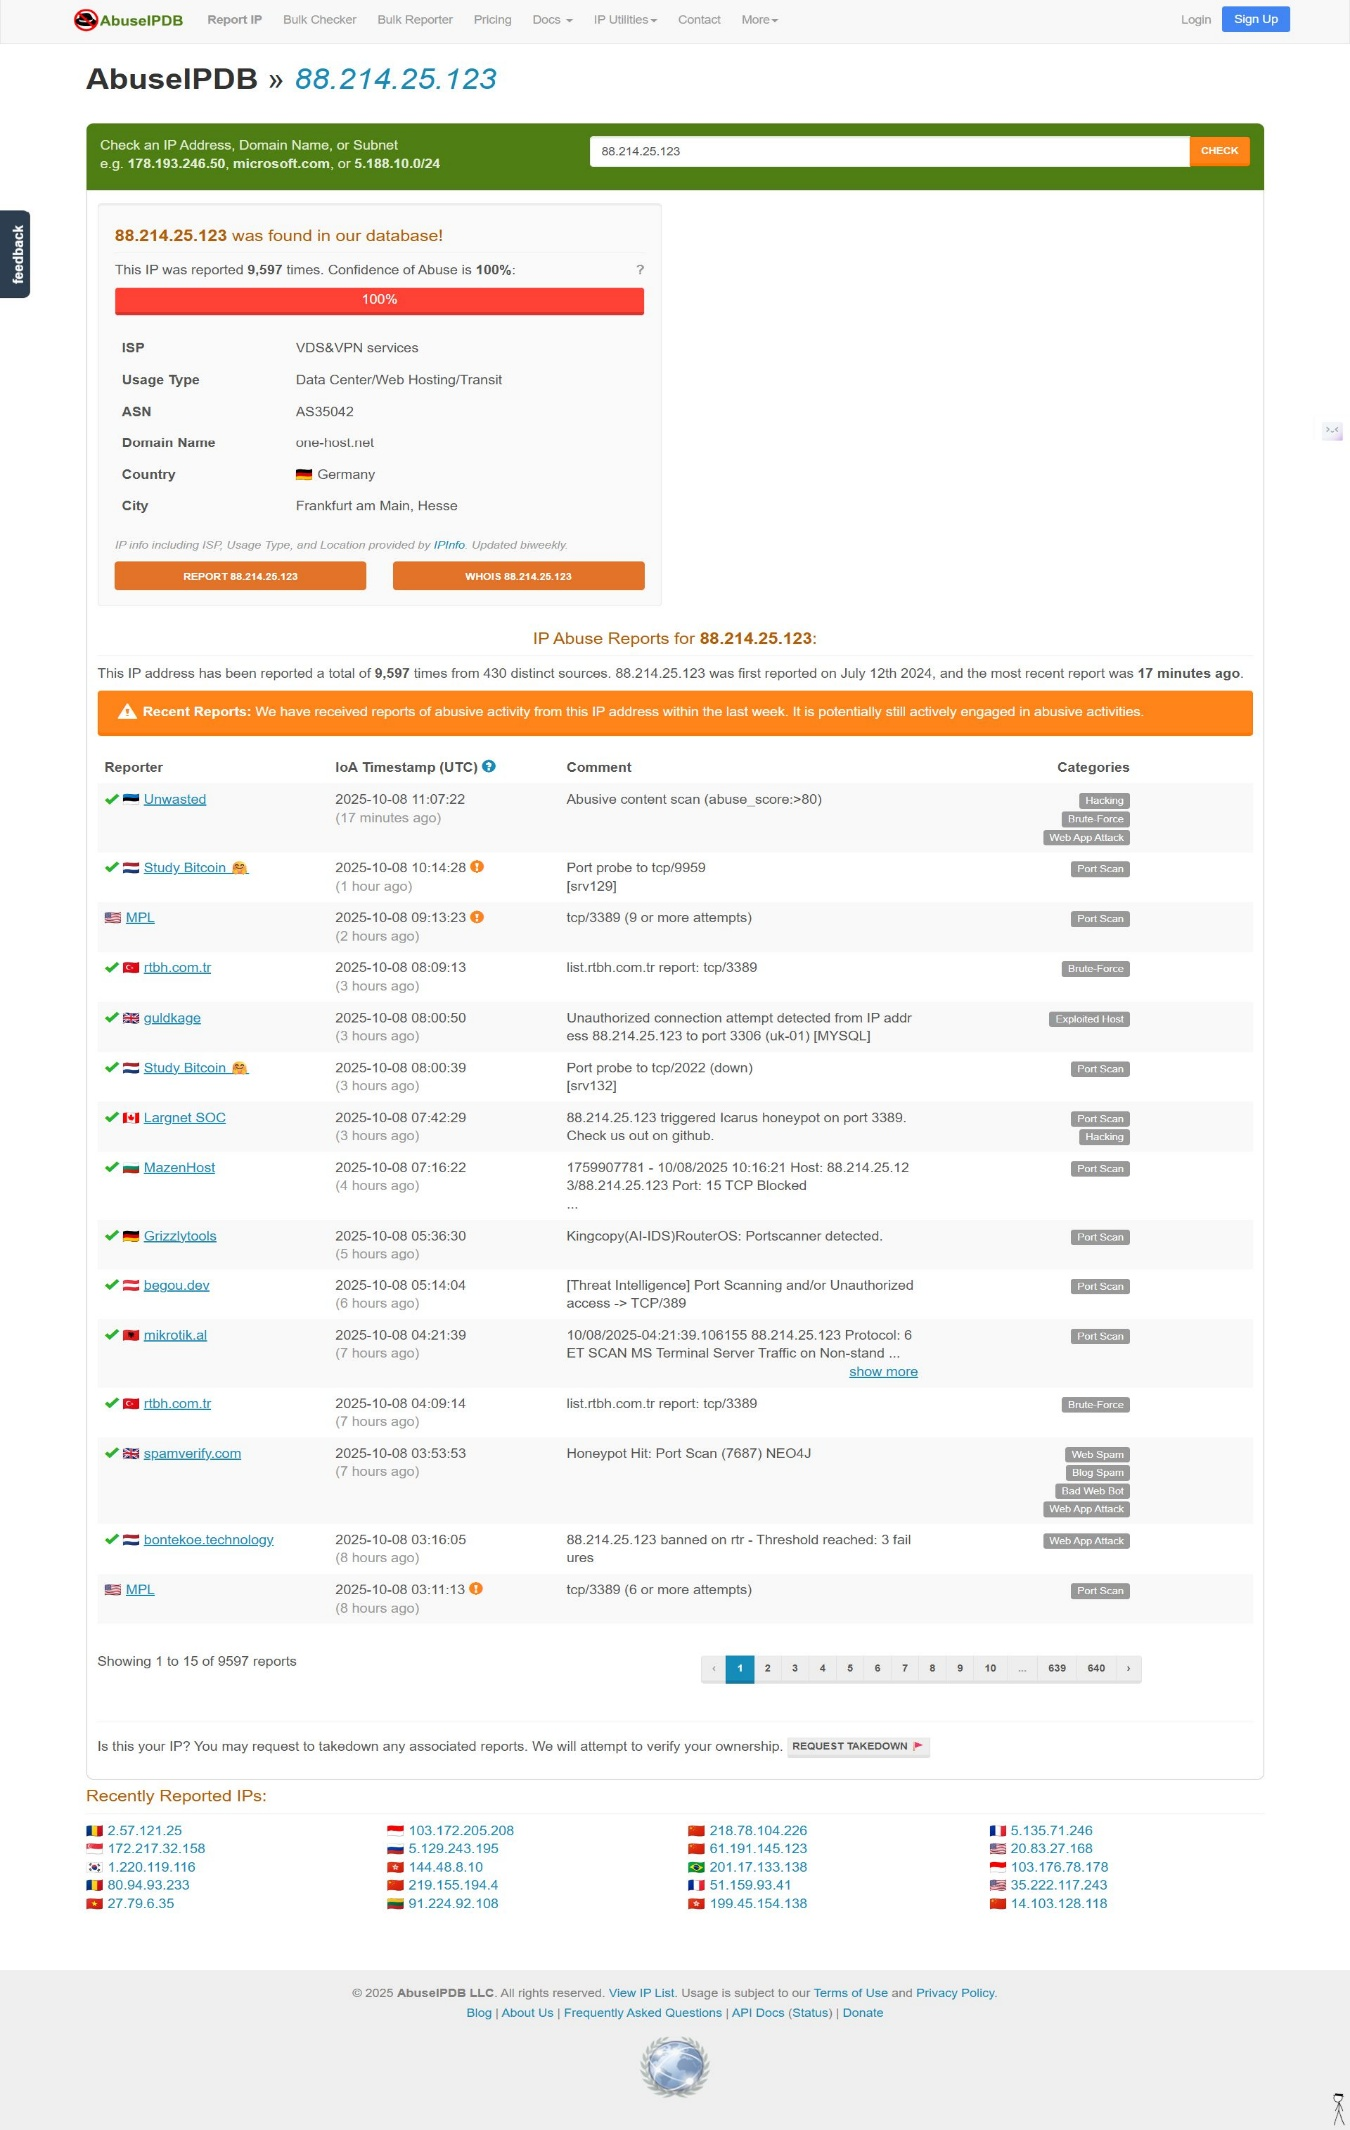 AbuseIPDB Report IP Bulk Checker Bulk Reporter Pricing Docs IP Utilities Contact More Login Sign Up
AbuseIPDB » 88.214.25.123
Check an IP Address, Domain Name, or Subnet
e.g. 178.193.246.50, microsoft.com, or 5.188.10.0/24
88.214.25.123 CHECK
feedback
88.214.25.123 was found in our database!
This IP was reported 9,597 times. Confidence of Abuse is 100%: ?
100%
ISP VDS&VPN services
Usage Type Data Center/Web Hosting/Transit
ASN AS35042
Domain Name one-host.net
Country Germany
City Frankfurt am Main, Hesse
IP info including ISP, Usage Type, and Location provided by IPInfo. Updated biweekly.
REPORT 88.214.25.123 WHOIS 88.214.25.123
IP Abuse Reports for 88.214.25.123:
This IP address has been reported a total of 9,597 times from 430 distinct sources. 88.214.25.123 was first reported on July 12th 2024, and the most recent report was 17 minutes ago.
Recent Reports: We have received reports of abusive activity from this IP address within the last week. It is potentially still actively engaged in abusive activities.
Reporter IoA Timestamp (UTC) ? Comment Categories
Unwasted 2025-10-08 11:07:22 Abusive content scan (abuse_score:>80) Hacking
(17 minutes ago) Brute-Force
Web App Attack
Study Bitcoin 🤗 2025-10-08 10:14:28 Port probe to tcp/9959 Port Scan
(1 hour ago) [srv129]
MPL 2025-10-08 09:13:23 tcp/3389 (9 or more attempts) Port Scan
(2 hours ago)
rtbh.com.tr 2025-10-08 08:09:13 list.rtbh.com.tr report: tcp/3389 Brute-Force
(3 hours ago)
guldkage 2025-10-08 08:00:50 Unauthorized connection attempt detected from IP addr Exploited Host
(3 hours ago) ess 88.214.25.123 to port 3306 (uk-01) [MYSQL]
Study Bitcoin 🤗 2025-10-08 08:00:39 Port probe to tcp/2022 (down) Port Scan
(3 hours ago) [srv132]
Largnet SOC 2025-10-08 07:42:29 88.214.25.123 triggered Icarus honeypot on port 3389. Port Scan
(3 hours ago) Check us out on github. Hacking
MazenHost 2025-10-08 07:16:22 1759907781 - 10/08/2025 10:16:21 Host: 88.214.25.12 Port Scan
(4 hours ago) 3/88.214.25.123 Port: 15 TCP Blocked
...
Grizzlytools 2025-10-08 05:36:30 Kingcopy(AI-IDS)RouterOS: Portscanner detected. Port Scan
(5 hours ago)
begou.dev 2025-10-08 05:14:04 [Threat Intelligence] Port Scanning and/or Unauthorized Port Scan
(6 hours ago) access -> TCP/389
mikrotik.al 2025-10-08 04:21:39 10/08/2025-04:21:39.106155 88.214.25.123 Protocol: 6 Port Scan
(7 hours ago) ET SCAN MS Terminal Server Traffic on Non-stand ...
show more
rtbh.com.tr 2025-10-08 04:09:14 list.rtbh.com.tr report: tcp/3389 Brute-Force
(7 hours ago)
spamverify.com 2025-10-08 03:53:53 Honeypot Hit: Port Scan (7687) NEO4J Web Spam
(7 hours ago) Blog Spam
Bad Web Bot
Web App Attack
bontekoe.technology 2025-10-08 03:16:05 88.214.25.123 banned on rtr - Threshold reached: 3 fail Web App Attack
(8 hours ago) ures
MPL 2025-10-08 03:11:13 tcp/3389 (6 or more attempts) Port Scan
(8 hours ago)
Showing 1 to 15 of 9597 reports ‹ 1 2 3 4 5 6 7 8 9 10 ... 639 640 ›
Is this your IP? You may request to takedown any associated reports. We will attempt to verify your ownership. REQUEST TAKEDOWN
Recently Reported IPs:
2.57.121.25 103.172.205.208 218.78.104.226 5.135.71.246
172.217.32.158 5.129.243.195 61.191.145.123 20.83.27.168
1.220.119.116 144.48.8.10 201.17.133.138 103.176.78.178
80.94.93.233 219.155.194.4 51.159.93.41 35.222.117.243
27.79.6.35 91.224.92.108 199.45.154.138 14.103.128.118
© 2025 AbuseIPDB LLC. All rights reserved. View IP List. Usage is subject to our Terms of Use and Privacy Policy.
Blog | About Us | Frequently Asked Questions | API Docs (Status) | Donate